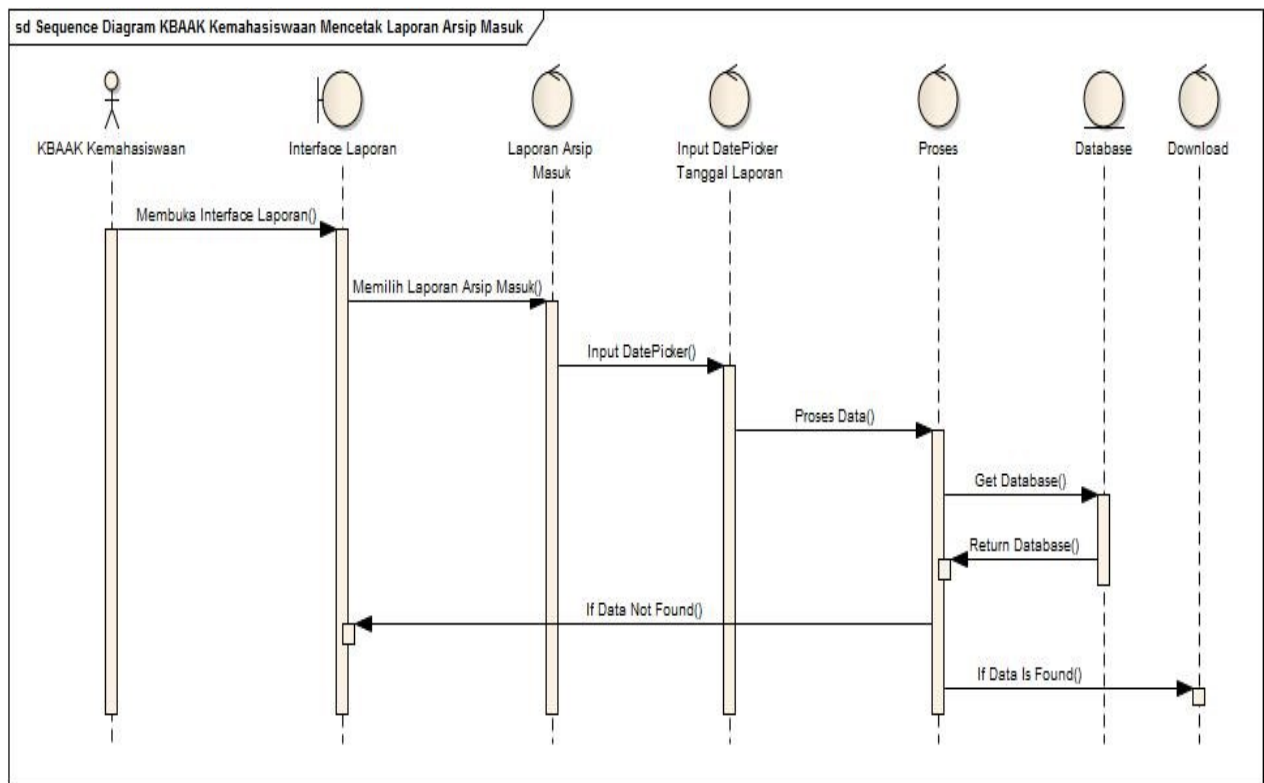 sd Sequence Diagram KBAAK Kemahasiswaan Mencetak Laporan Arsip Masuk
KBAAK Kemahasiswaan
Interface Laporan
Laporan Arsip
Masuk
Input DatePicker
Tanggal Laporan
Proses
Database
Download
Membuka Interface Laporan()
Memilih Laporan Arsip Masuk()
Input DatePicker()
Proses Data()
Get Database()
Return Database()
If Data Not Found()
If Data Is Found()